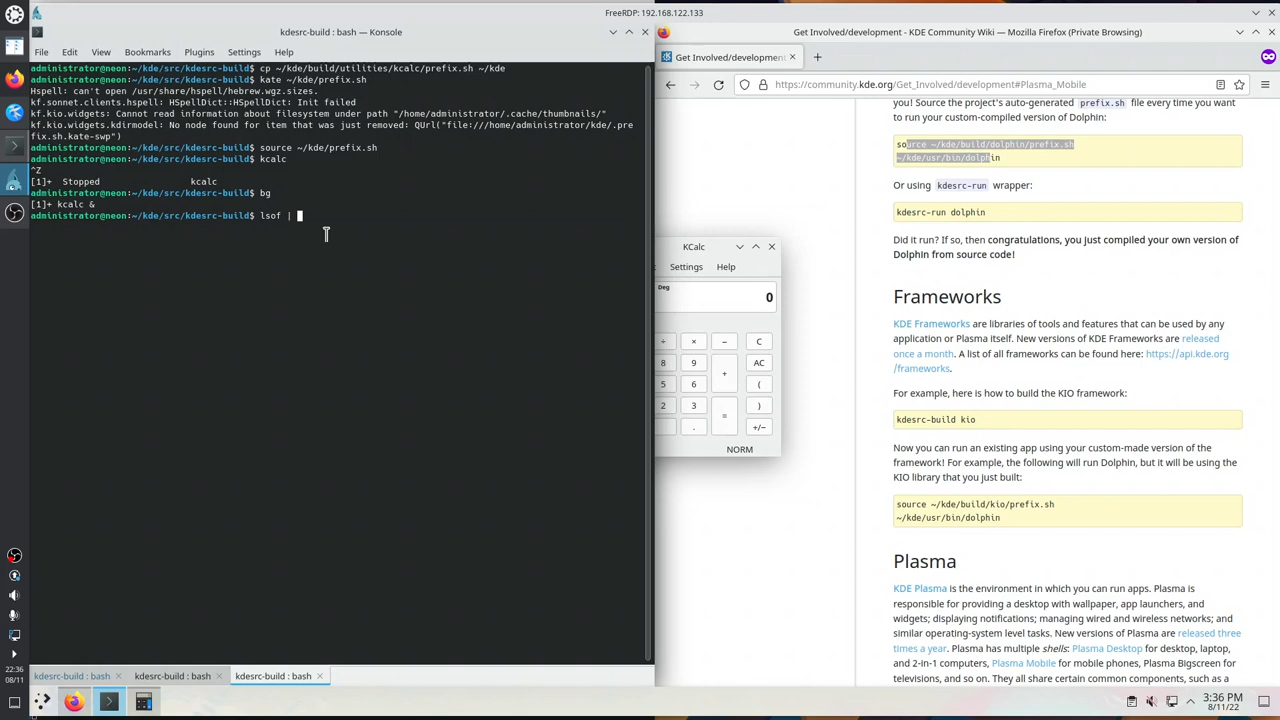 FreeRDP: 192.168.122.133
kdesrc-build : bash — Konsole
File Edit View Bookmarks Plugins Settings Help
administrator@neon:~/kde/src/kdesrc-build$ cp ~/kde/build/utilities/kcalc/prefix.sh ~/kde
administrator@neon:~/kde/src/kdesrc-build$ kate ~/kde/prefix.sh
Hspell: can't open /usr/share/hspell/hebrew.wgz.sizes.
kf.sonnet.clients.hspell: HSpellDict::HSpellDict: Init failed
kf.kio.widgets: Cannot read information about filesystem under path "/home/administrator/.cache/thumbnails/"
kf.kio.widgets.kdirmodel: No node found for item that was just removed: QUrl("file:///home/administrator/kde/.pre
fix.sh.kate-swp")
administrator@neon:~/kde/src/kdesrc-build$ source ~/kde/prefix.sh
administrator@neon:~/kde/src/kdesrc-build$ kcalc
^Z
[1]+  Stopped                 kcalc
administrator@neon:~/kde/src/kdesrc-build$ bg
[1]+ kcalc &
administrator@neon:~/kde/src/kdesrc-build$ lsof |
kdesrc-build : bash
kdesrc-build : bash
kdesrc-build : bash
22:36
08/11
KCalc
Settings Help
Deg
0
÷ × − C
8 9 + AC
5 6 (
2 3 = )
. +/−
NORM
Get Involved/development - KDE Community Wiki — Mozilla Firefox (Private Browsing)
Get Involved/development
https://community.kde.org/Get_Involved/development#Plasma_Mobile
you! Source the project's auto-generated prefix.sh file every time you want
to run your custom-compiled version of Dolphin:
source ~/kde/build/dolphin/prefix.sh
~/kde/usr/bin/dolphin
Or using kdesrc-run wrapper:
kdesrc-run dolphin
Did it run? If so, then congratulations, you just compiled your own version of
Dolphin from source code!
Frameworks
KDE Frameworks are libraries of tools and features that can be used by any
application or Plasma itself. New versions of KDE Frameworks are released
once a month. A list of all frameworks can be found here: https://api.kde.org
/frameworks.
For example, here is how to build the KIO framework:
kdesrc-build kio
Now you can run an existing app using your custom-made version of the
framework! For example, the following will run Dolphin, but it will be using the
KIO library that you just built:
source ~/kde/build/kio/prefix.sh
~/kde/usr/bin/dolphin
Plasma
KDE Plasma is the environment in which you can run apps. Plasma is
responsible for providing a desktop with wallpaper, app launchers, and
widgets; displaying notifications; managing wired and wireless networks; and
similar operating-system level tasks. New versions of Plasma are released three
times a year. Plasma has multiple shells: Plasma Desktop for desktop, laptop,
and 2-in-1 computers, Plasma Mobile for mobile phones, Plasma Bigscreen for
televisions, and so on. They all share certain common components, such as a
3:36 PM
8/11/22